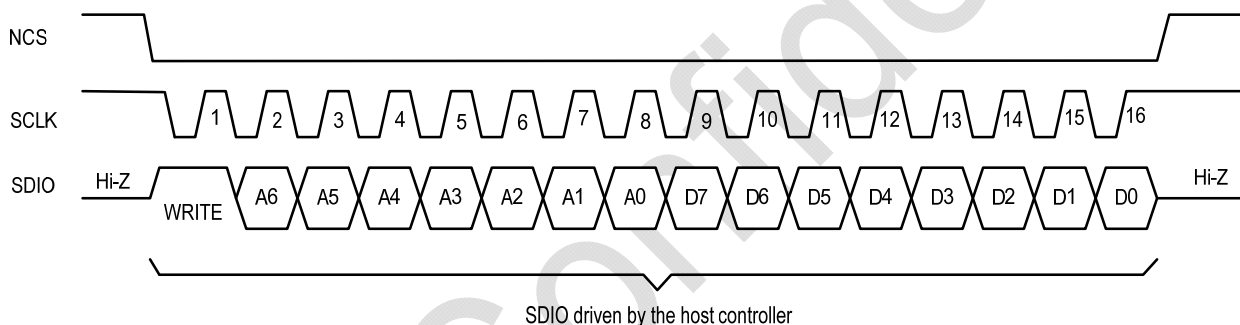 NCS
SCLK 1 2 3 4 5 6 7 8 9 10 11 12 13 14 15 16
SDIO Hi-Z WRITE A6 A5 A4 A3 A2 A1 A0 D7 D6 D5 D4 D3 D2 D1 D0 Hi-Z
SDIO driven by the host controller